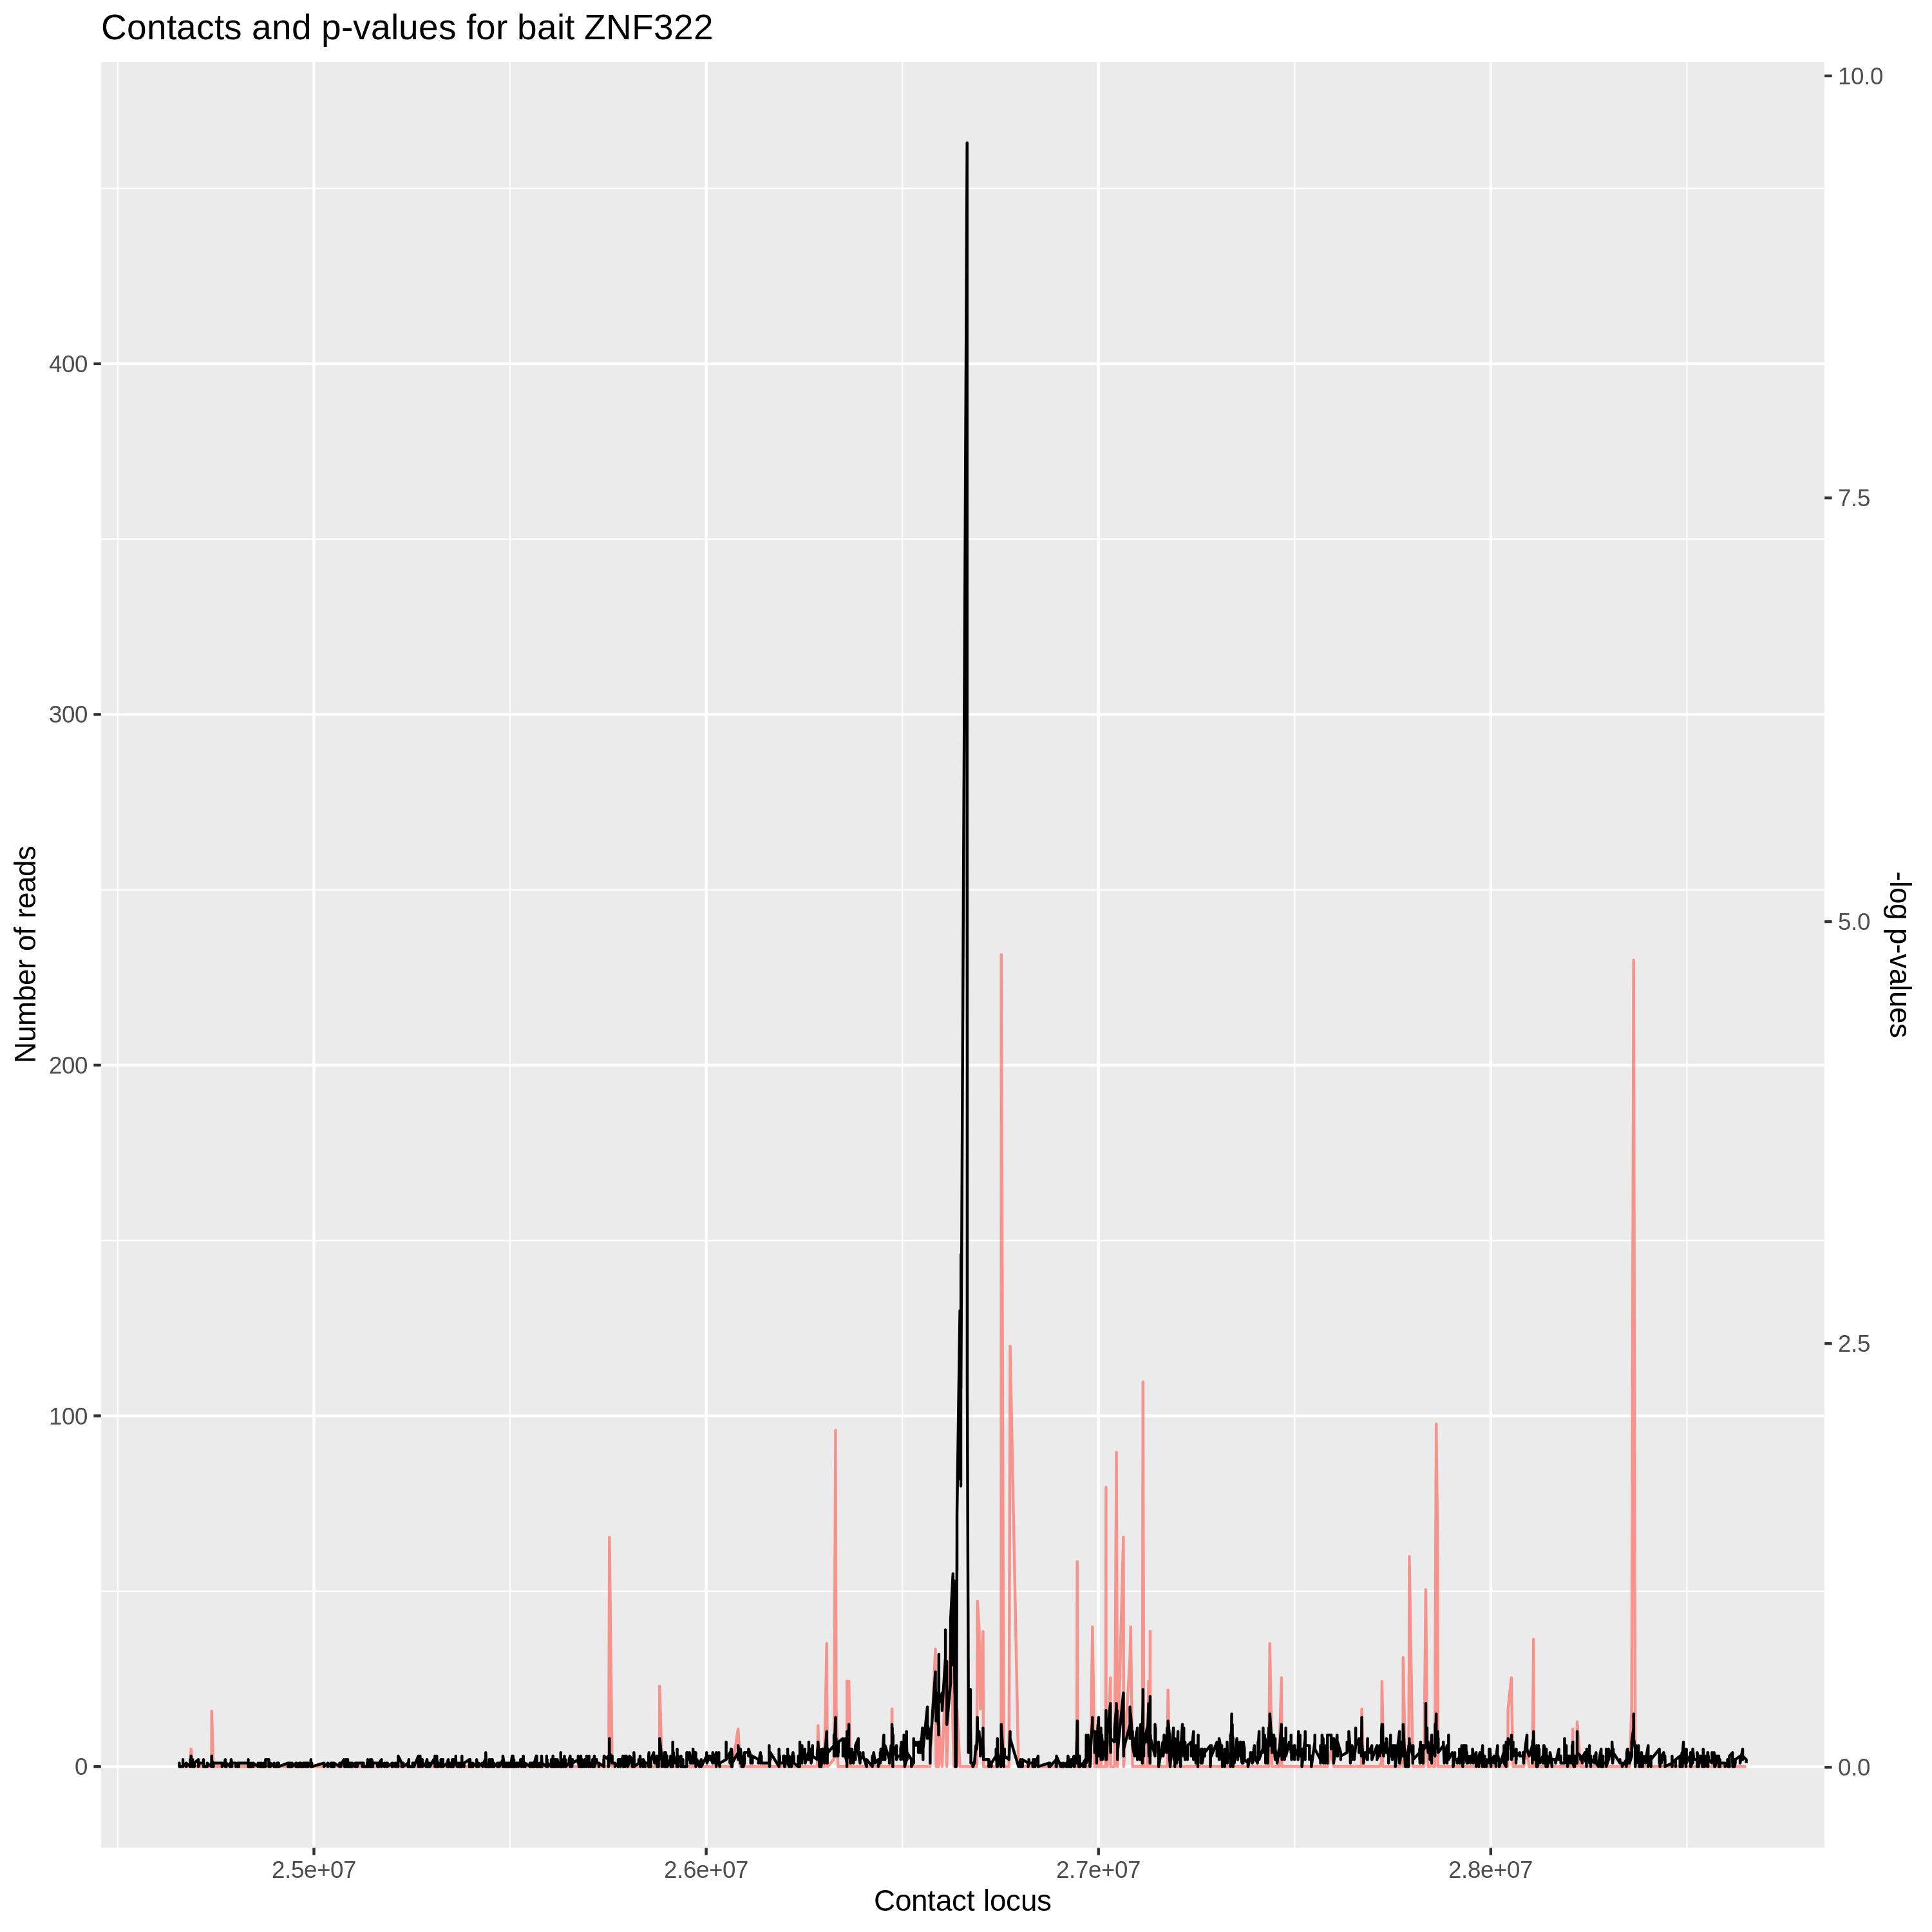 Contacts and p-values for bait ZNF322
Number of reads
400
300
200
100
0
10.0
7.5
5.0
2.5
0.0
-log p-values
2.5e+07
2.6e+07
2.7e+07
2.8e+07
Contact locus